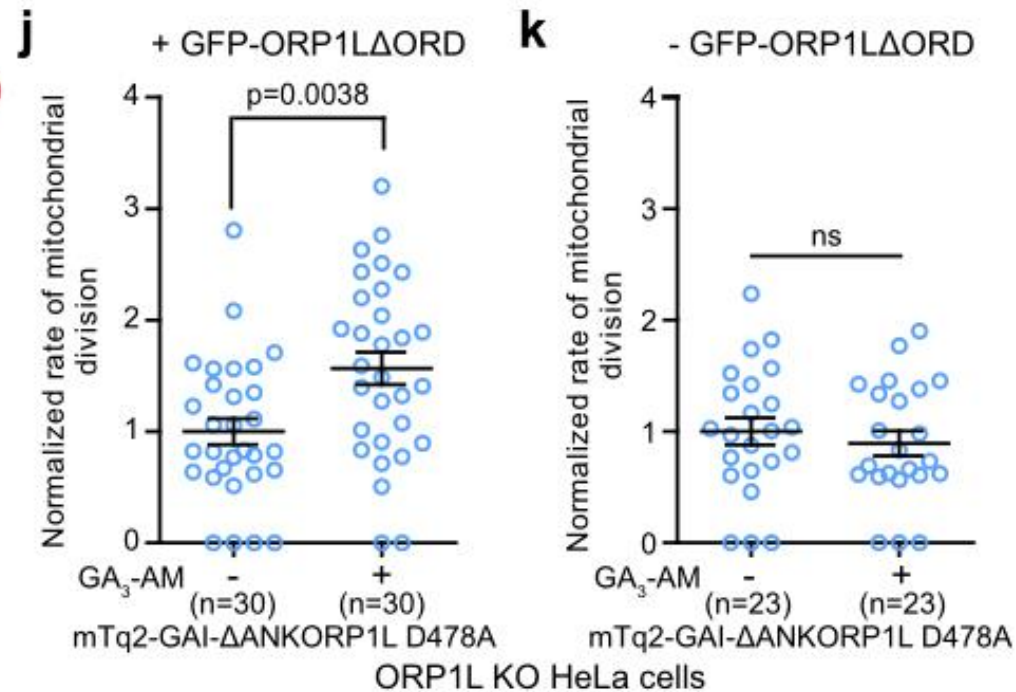 j
+ GFP-ORP1LΔORD
p=0.0038
Normalized rate of mitochondrial
division
4
3
2
1
0
GA3-AM - +
(n=30) (n=30)
mTq2-GAI-ΔANKORP1L D478A
k
- GFP-ORP1LΔORD
ns
Normalized rate of mitochondrial
division
4
3
2
1
0
GA3-AM - +
(n=23) (n=23)
mTq2-GAI-ΔANKORP1L D478A
ORP1L KO HeLa cells